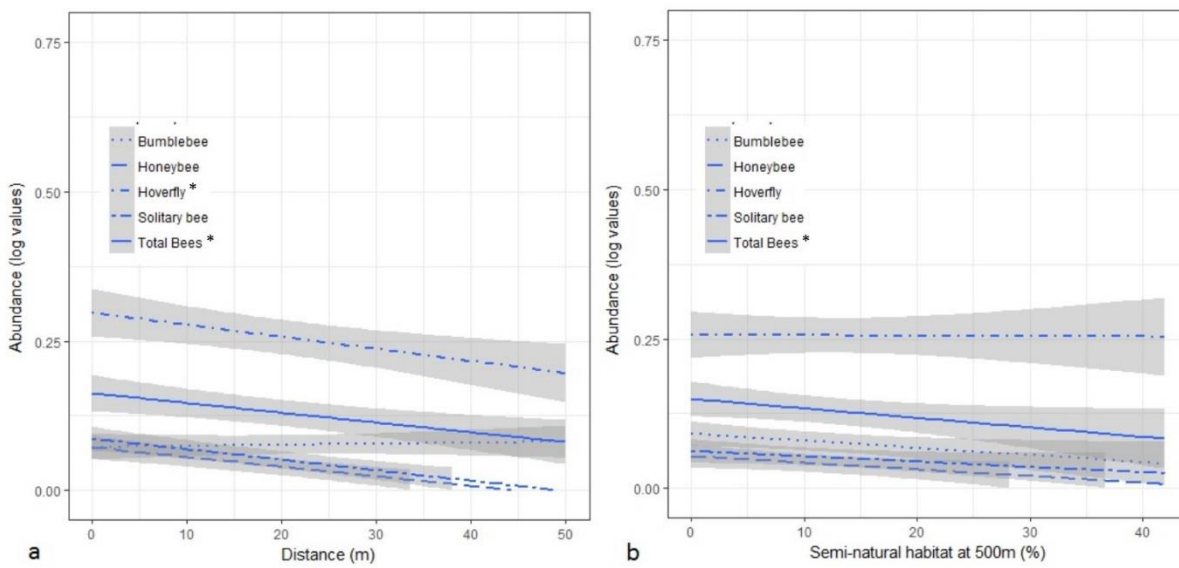 0.75
0.50
0.25
0.00
Abundance (log values)
Bumblebee
Honeybee
Hoverfly *
Solitary bee
Total Bees *
0 10 20 30 40 50
Distance (m)
a
0.75
0.50
0.25
0.00
Abundance (log values)
Bumblebee
Honeybee
Hoverfly
Solitary bee
Total Bees *
0 10 20 30 40
Semi-natural habitat at 500m (%)
b